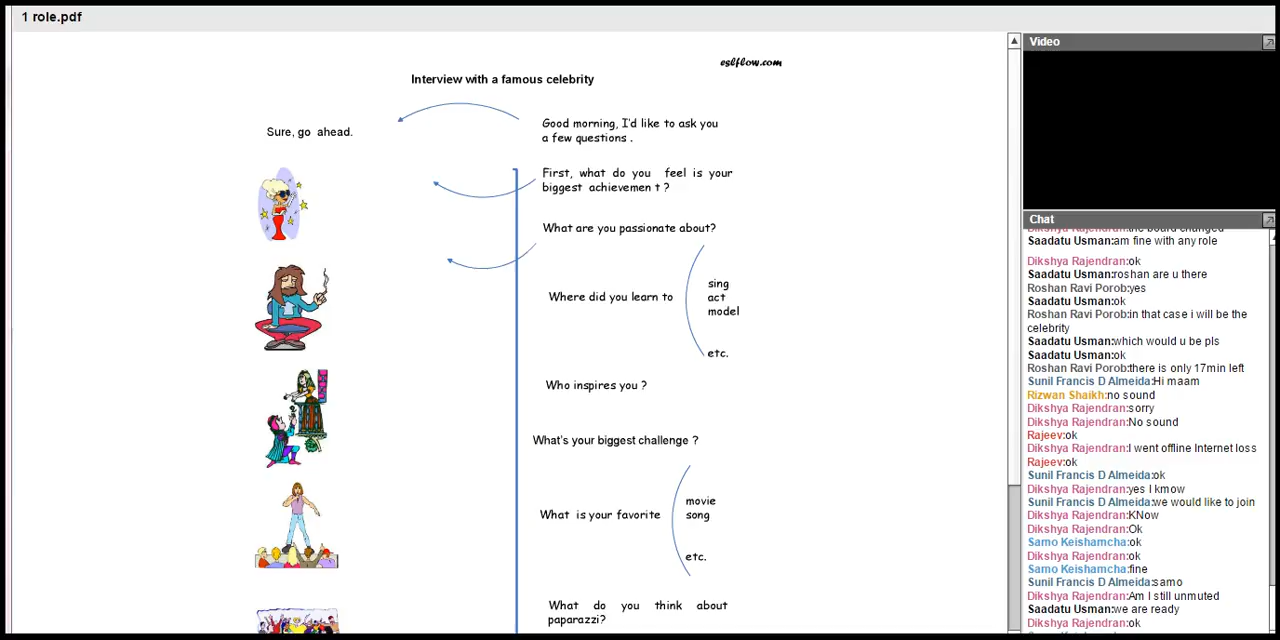 1 role.pdf
eslflow.com
Interview with a famous celebrity
Sure, go ahead.
Good morning, I'd like to ask you
a few questions .
First, what do you feel is your
biggest achievemen t ?
What are you passionate about?
Where did you learn to
sing
act
model
etc.
Who inspires you ?
What's your biggest challenge ?
What is your favorite
movie
song
etc.
What do you think about
paparazzi?
Video
Chat
Dikshya Rajendran:the board changed
Saadatu Usman:am fine with any role
Dikshya Rajendran:ok
Saadatu Usman:roshan are u there
Roshan Ravi Porob:yes
Saadatu Usman:ok
Roshan Ravi Porob:in that case i will be the
celebrity
Saadatu Usman:which would u be pls
Saadatu Usman:ok
Roshan Ravi Porob:there is only 17min left
Sunil Francis D Almeida:Hi maam
Rizwan Shaikh:no sound
Dikshya Rajendran:sorry
Dikshya Rajendran:No sound
Rajeev:ok
Dikshya Rajendran:I went offline Internet loss
Rajeev:ok
Sunil Francis D Almeida:ok
Dikshya Rajendran:yes I kmow
Sunil Francis D Almeida:we would like to join
Dikshya Rajendran:KNow
Dikshya Rajendran:Ok
Samo Keishamcha:ok
Dikshya Rajendran:ok
Samo Keishamcha:fine
Sunil Francis D Almeida:samo
Dikshya Rajendran:Am I still unmuted
Saadatu Usman:we are ready
Dikshya Rajendran:ok